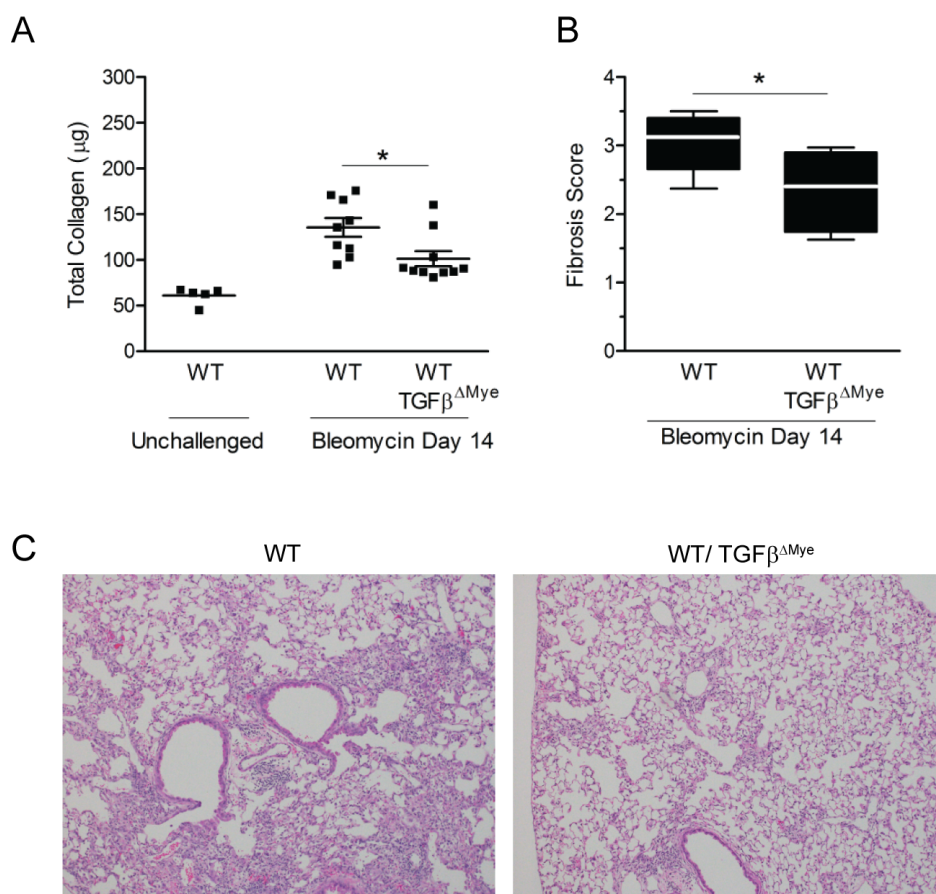 A
Total Collagen (μg)
300
250
200
150
100
50
0
*
WT
WT
WT
TGFβ^ΔMye
Unchallenged
Bleomycin Day 14
B
Fibrosis Score
4
3
2
1
0
*
WT
WT
TGFβ^ΔMye
Bleomycin Day 14
C
WT
WT/ TGFβ^ΔMye